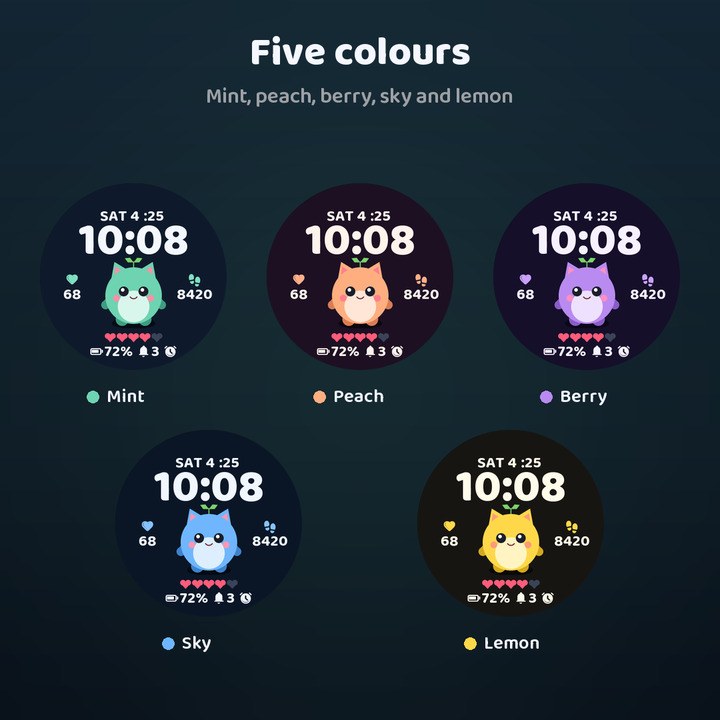 Five colours
Mint, peach, berry, sky and lemon
SAT 4 :25
10:08
68
8420
72% 3
Mint
SAT 4 :25
10:08
68
8420
72% 3
Peach
SAT 4 :25
10:08
68
8420
72% 3
Berry
SAT 4 :25
10:08
68
8420
72% 3
Sky
SAT 4 :25
10:08
68
8420
72% 3
Lemon